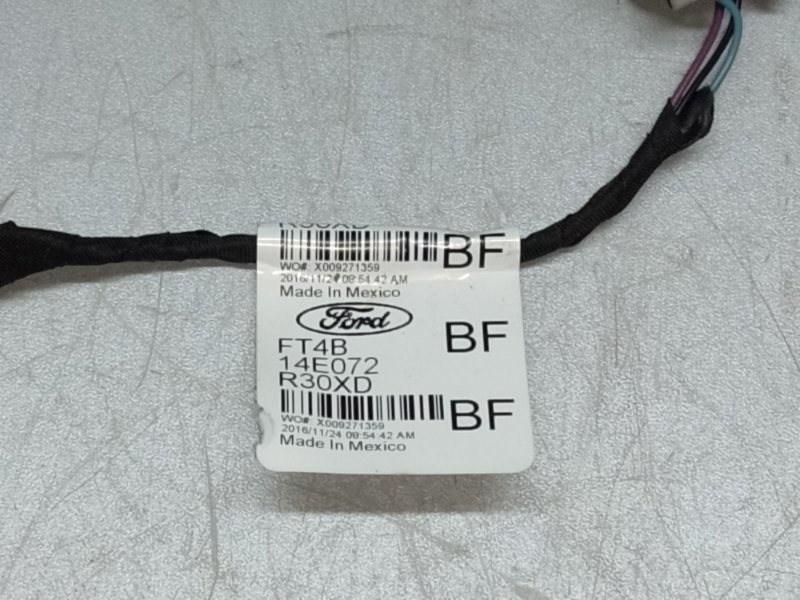 R30XD
BF
WO#: X009271359
2016/11/24 08:54:42 AM
Made In Mexico
Ford
FT4B
BF
14E072
R30XD
BF
WO#: X009271359
2016/11/24 08:54:42 AM
Made In Mexico